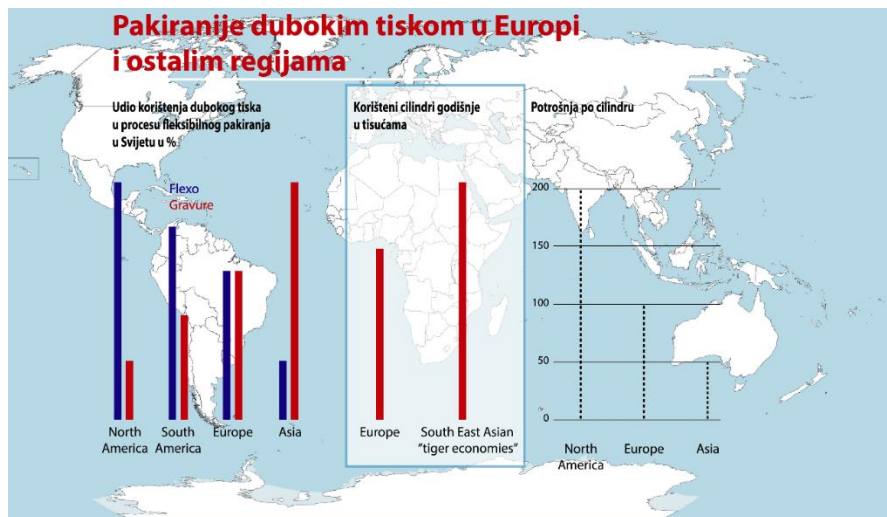 Pakiranije dubokim tiskom u Europi
i ostalim regijama
Udio korištenja dubokog tiska
u procesu fleksibilnog pakiranja
u Svijetu u %
Flexo
Gravure
North
America
South
America
Europe
Asia
Korišteni cilindri godišnje
u tisućama
Europe
South East Asian
"tiger economies"
Potrošnja po cilindru
200
150
100
50
0
North
America
Europe
Asia